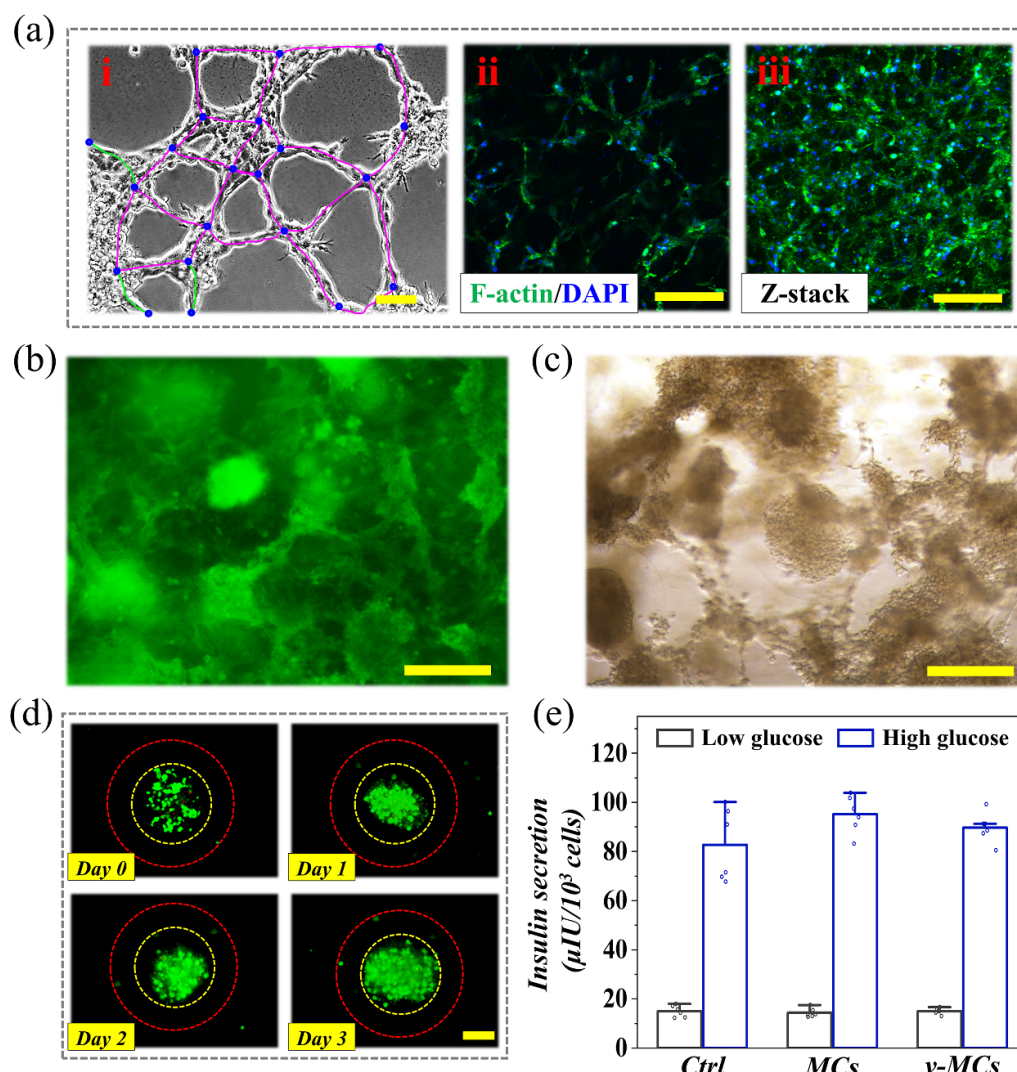 (a)
i
ii
iii
F-actin/DAPI
Z-stack
(b)
(c)
(d)
Day 0
Day 1
Day 2
Day 3
(e)
Low glucose
High glucose
Insulin secretion
(μIU/10³ cells)
120
100
80
60
40
20
0
Ctrl
MCs
v-MCs